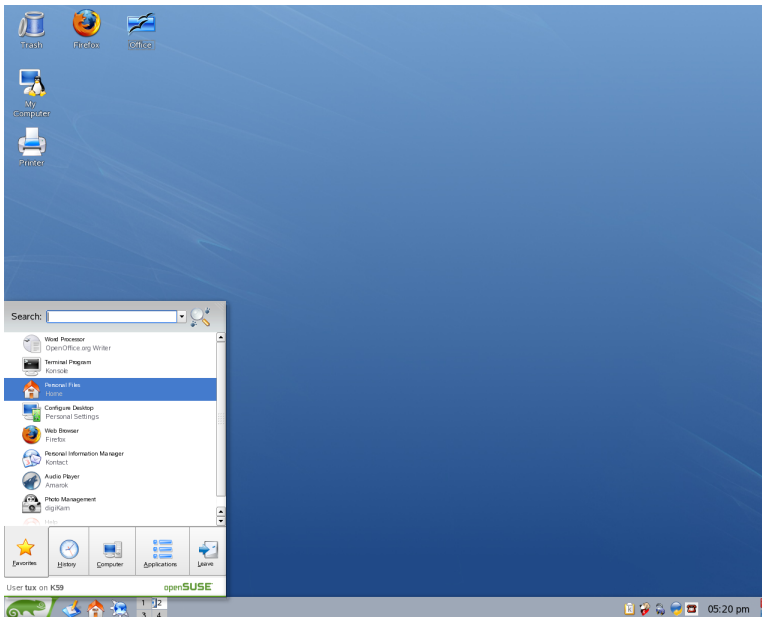 Trash
Firefox
Office
My
Computer
Printer
Search:
Word Processor
OpenOffice.org Writer
Terminal Program
Konsole
Personal Files
Home
Configure Desktop
Personal Settings
Web Browser
Firefox
Personal Information Manager
Kontact
Audio Player
Amarok
Photo Management
digiKam
Help
Favorites
History
Computer
Applications
Leave
User tux on K59
openSUSE
1 2
3 4
05:20 pm